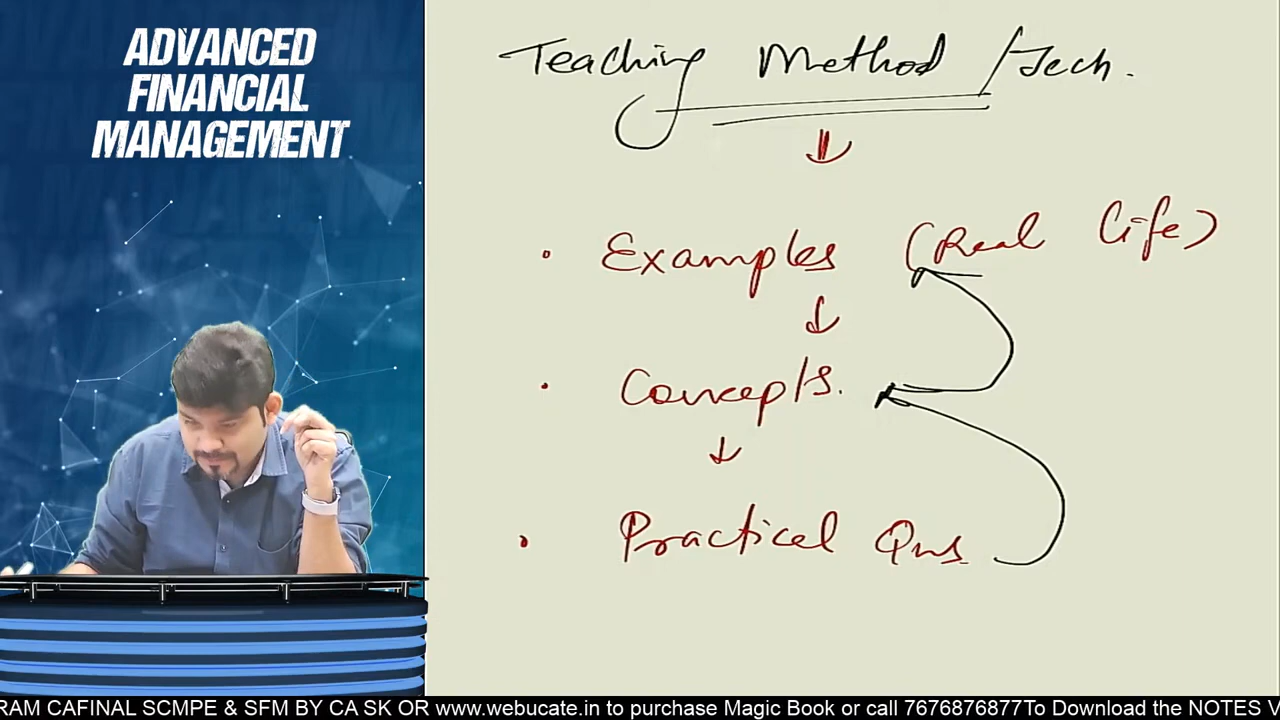 ADVANCED
FINANCIAL
MANAGEMENT
Teaching Method / Tech.
• Examples (Real life)
• Concepts.
• Practical Qns
RAM CAFINAL SCMPE & SFM BY CA SK OR www.webucate.in to purchase Magic Book or call 7676876877To Download the NOTES V